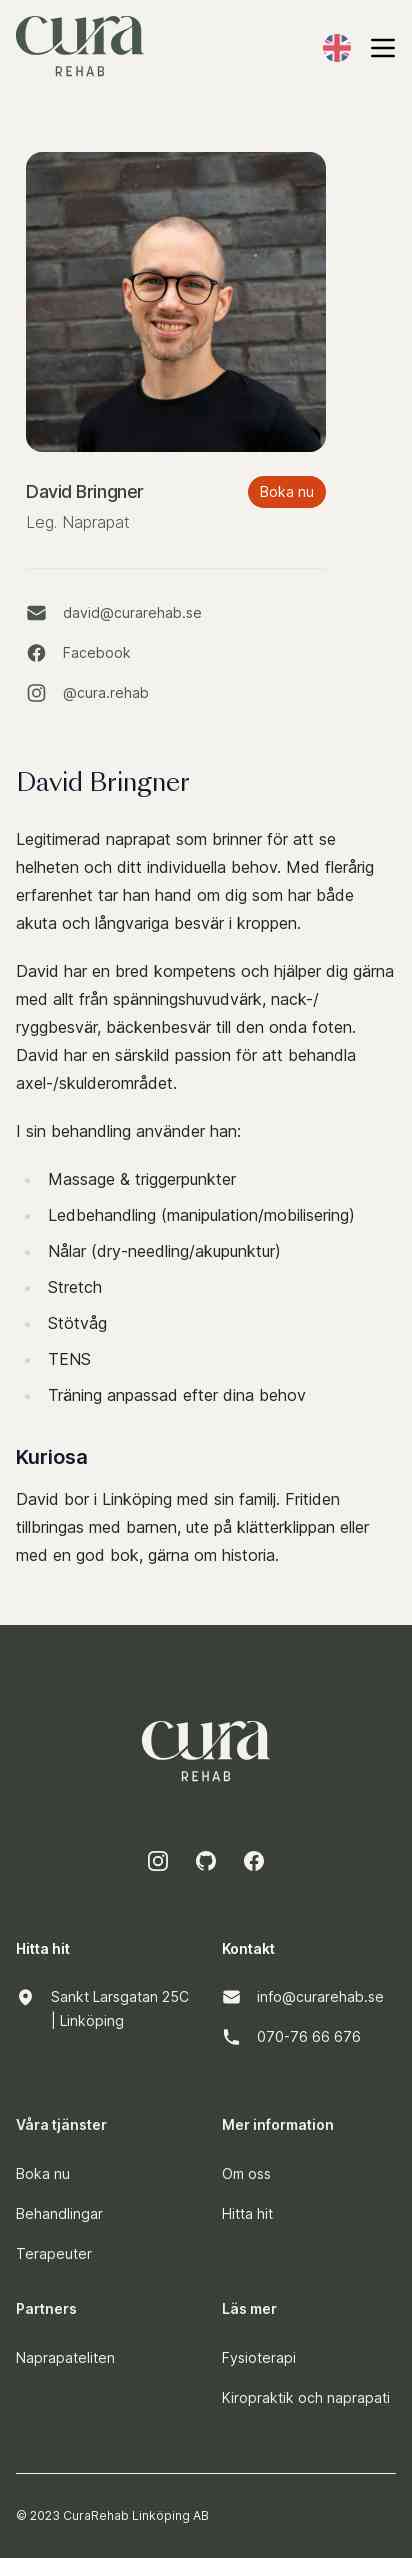 cura
REHAB
David Bringner
Boka nu
Leg. Naprapat
david@curarehab.se
Facebook
@cura.rehab
David Bringner
Legitimerad naprapat som brinner för att se
helheten och ditt individuella behov. Med flerårig
erfarenhet tar han hand om dig som har både
akuta och långvariga besvär i kroppen.
David har en bred kompetens och hjälper dig gärna
med allt från spänningshuvudvärk, nack-/
ryggbesvär, bäckenbesvär till den onda foten.
David har en särskild passion för att behandla
axel-/skulderområdet.
I sin behandling använder han:
Massage & triggerpunkter
Ledbehandling (manipulation/mobilisering)
Nålar (dry-needling/akupunktur)
Stretch
Stötvåg
TENS
Träning anpassad efter dina behov
Kuriosa
David bor i Linköping med sin familj. Fritiden
tillbringas med barnen, ute på klätterklippan eller
med en god bok, gärna om historia.
cura
REHAB
Hitta hit
Sankt Larsgatan 25C
| Linköping
Kontakt
info@curarehab.se
070-76 66 676
Våra tjänster
Boka nu
Behandlingar
Terapeuter
Mer information
Om oss
Hitta hit
Partners
Naprapateliten
Läs mer
Fysioterapi
Kiropraktik och naprapati
© 2023 CuraRehab Linköping AB